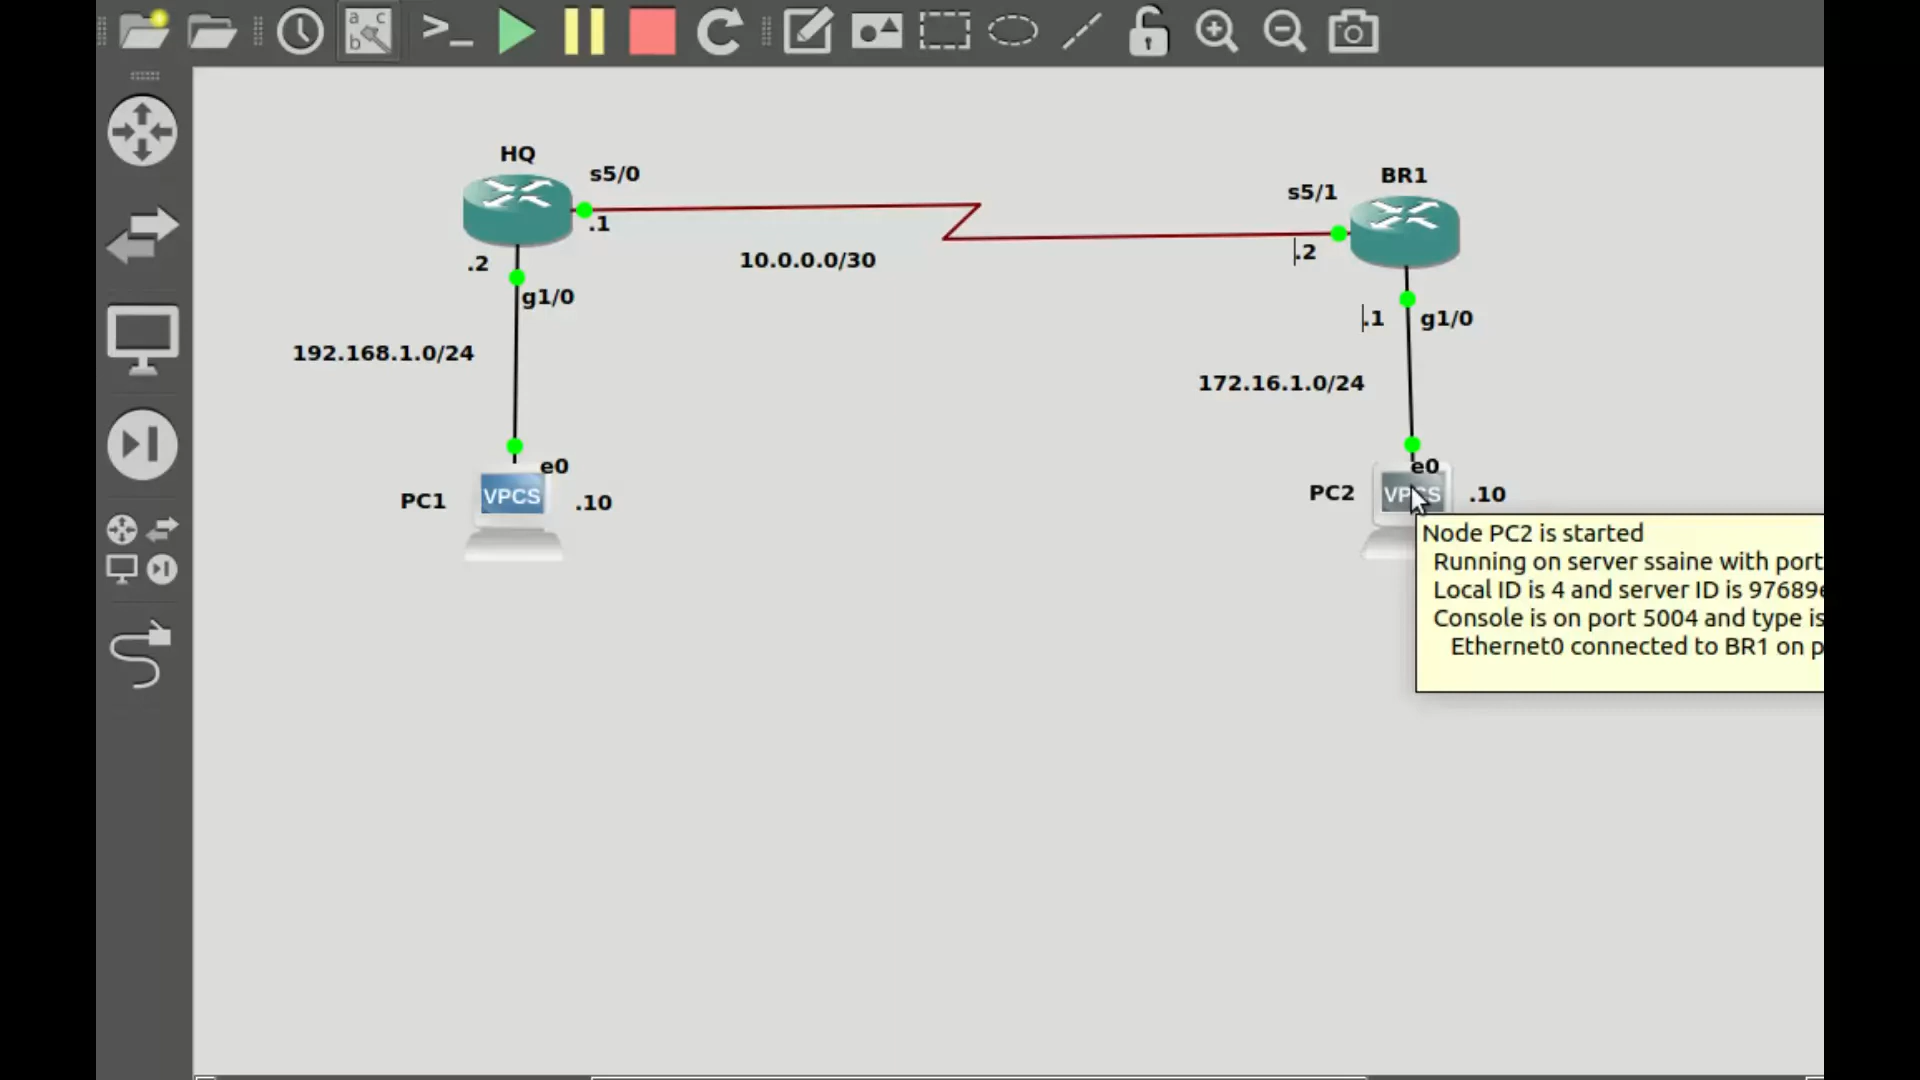 HQ
s5/0
.1
BR1
s5/1
.2
10.0.0.0/30
.2
g1/0
.1
g1/0
192.168.1.0/24
172.16.1.0/24
e0
PC1
VPCS
.10
e0
PC2
VPCS
.10
Node PC2 is started
Running on server ssaine with port
Local ID is 4 and server ID is 97689e
Console is on port 5004 and type is
Ethernet0 connected to BR1 on p